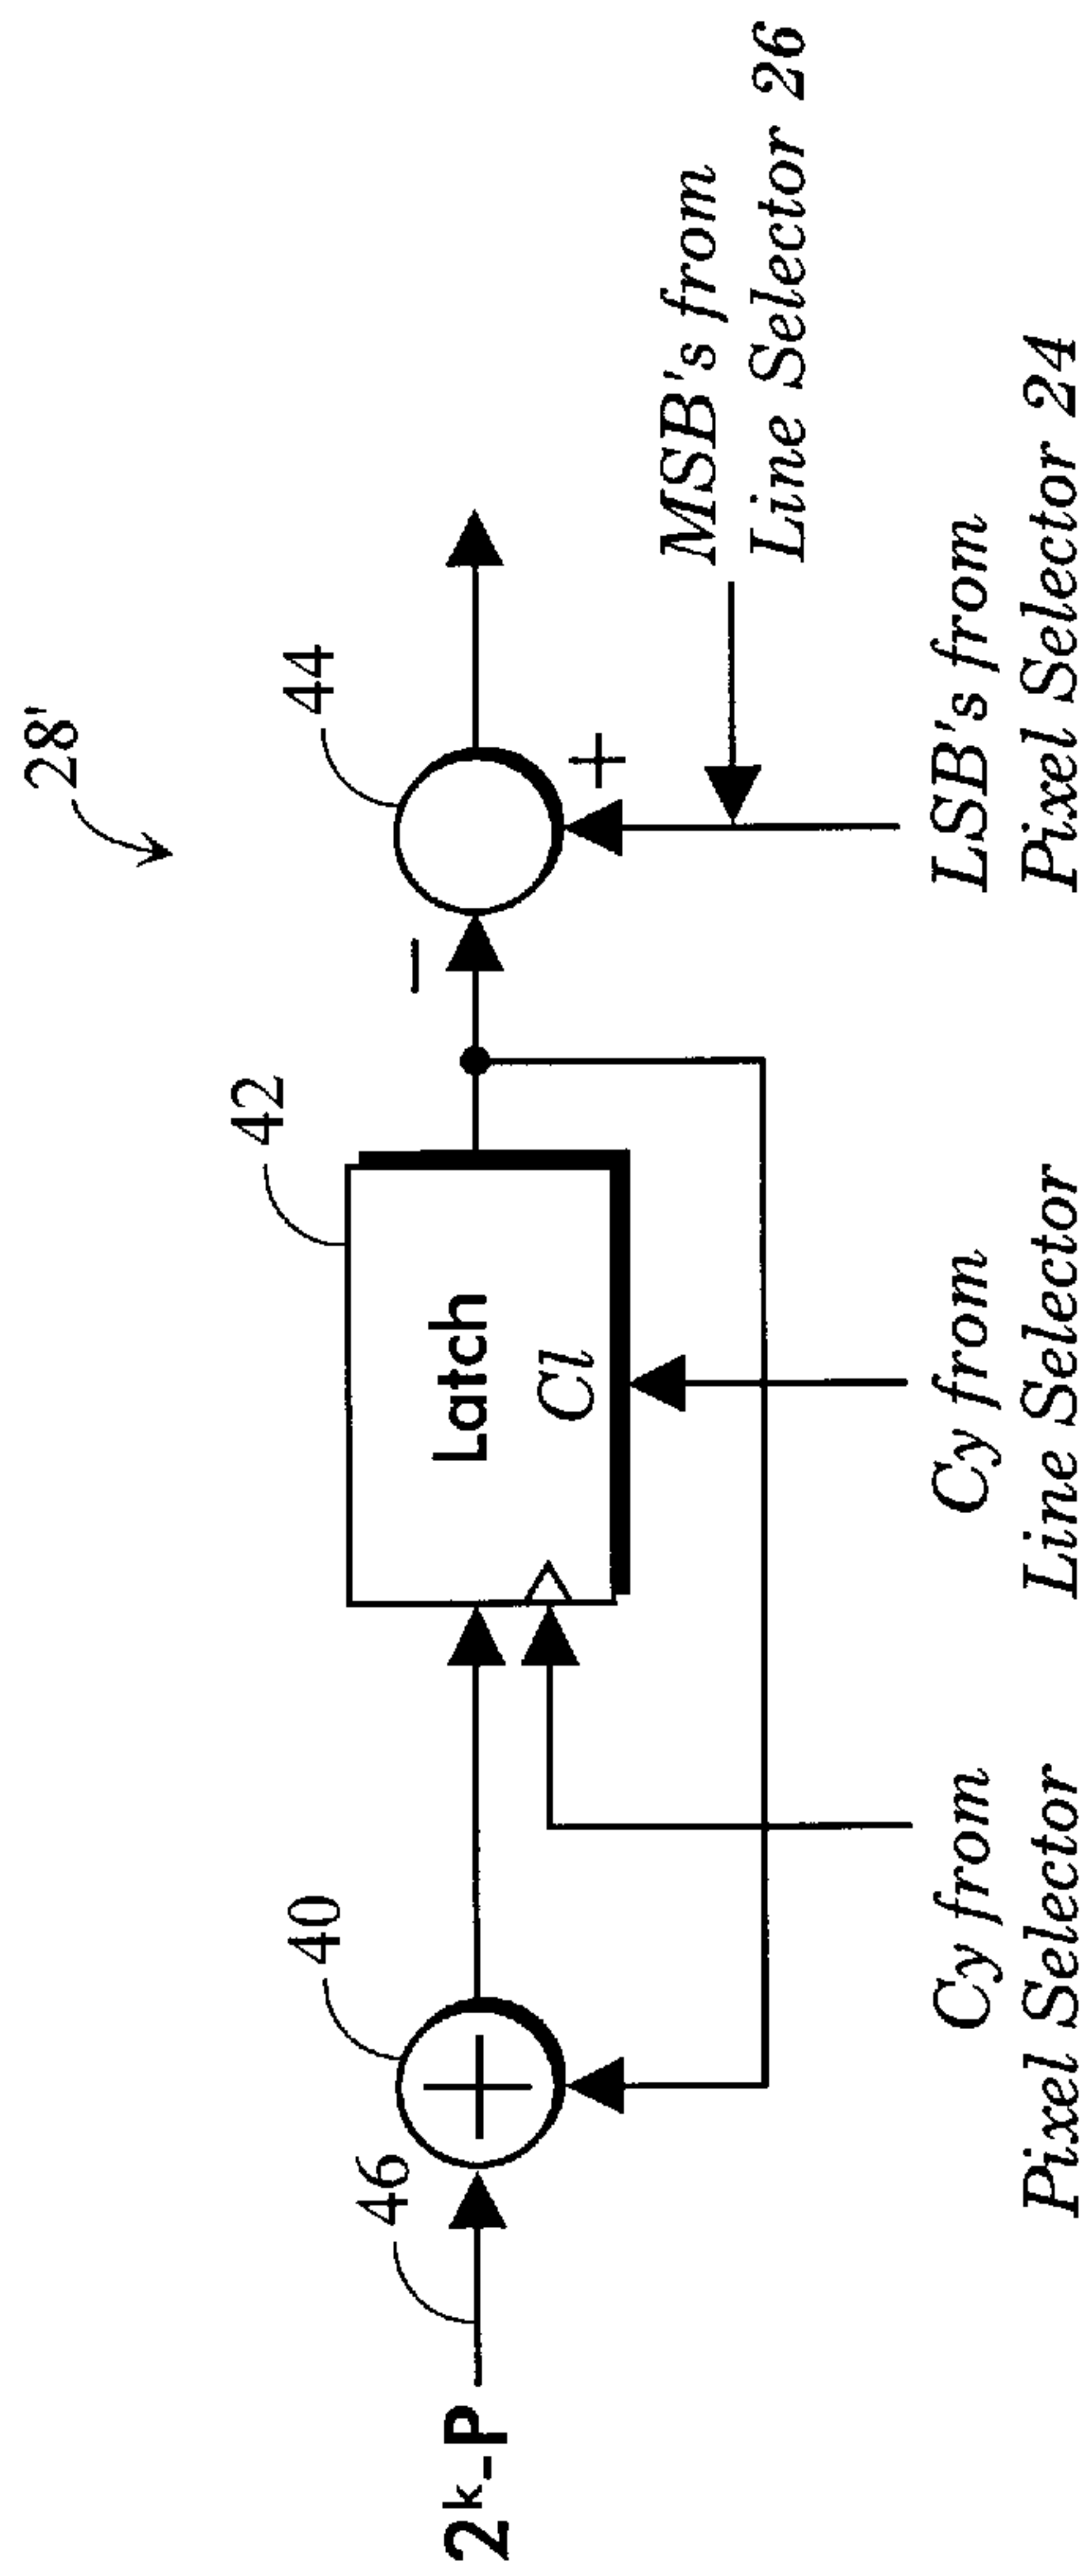 28'
44
42
40
46
2ᵏ-P
+
Latch
Cl
−
+
MSB's from
Line Selector 26
LSB's from
Pixel Selector 24
Cy from
Line Selector
Cy from
Pixel Selector